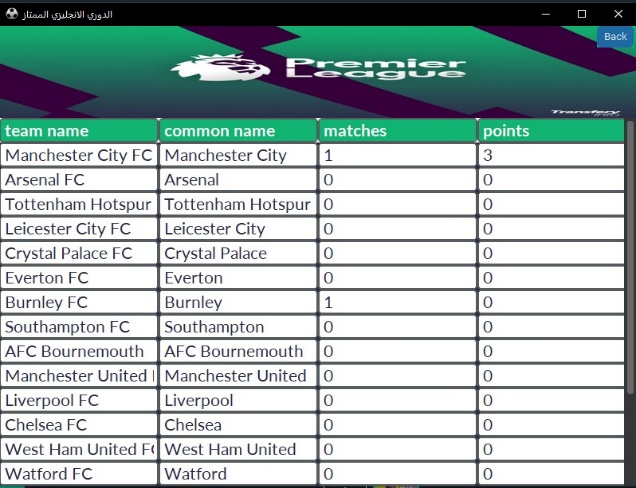 الدوري الانجليزي الممتاز
Back
Premier
League
Transfery
team name common name matches points
Manchester City FC Manchester City 1 3
Arsenal FC Arsenal 0 0
Tottenham Hotspur Tottenham Hotspur 0 0
Leicester City FC Leicester City 0 0
Crystal Palace FC Crystal Palace 0 0
Everton FC Everton 0 0
Burnley FC Burnley 1 0
Southampton FC Southampton 0 0
AFC Bournemouth AFC Bournemouth 0 0
Manchester United Manchester United 0 0
Liverpool FC Liverpool 0 0
Chelsea FC Chelsea 0 0
West Ham United F West Ham United 0 0
Watford FC Watford 0 0